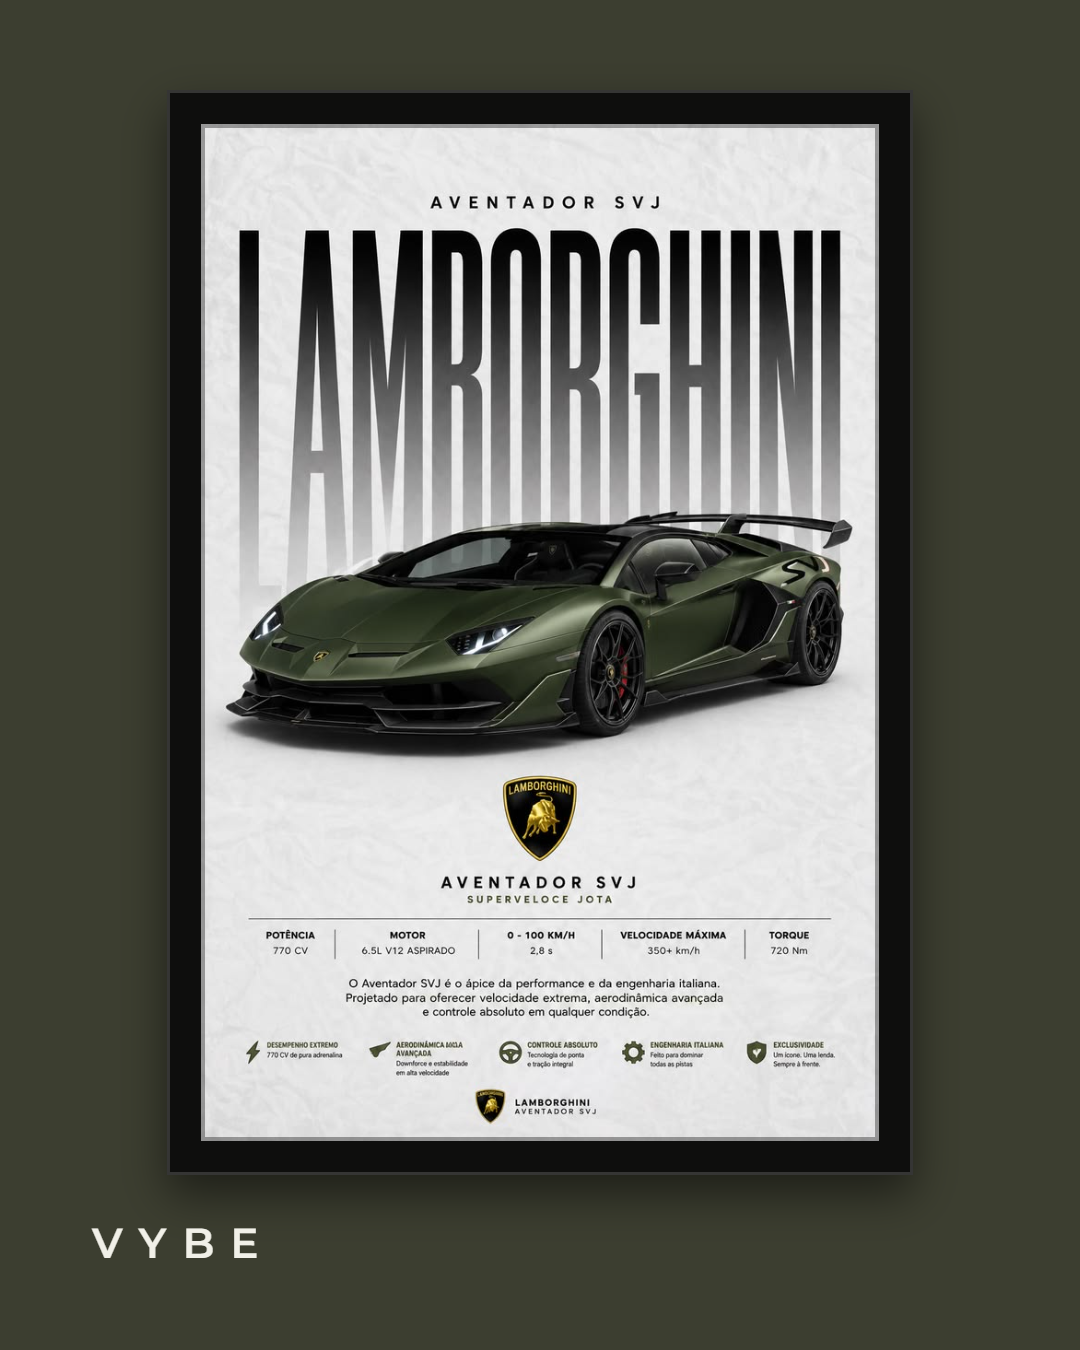 AVENTADOR SVJ
LAMBORGHINI
SVJ
LAMBORGHINI
AVENTADOR SVJ
SUPERVELOCE JOTA
POTÊNCIA
770 CV
MOTOR
6.5L V12 ASPIRADO
0 - 100 KM/H
2,8 s
VELOCIDADE MÁXIMA
350+ km/h
TORQUE
720 Nm
O Aventador SVJ é o ápice da performance e da engenharia italiana.
Projetado para oferecer velocidade extrema, aerodinâmica avançada
e controle absoluto em qualquer condição.
DESEMPENHO EXTREMO
770 CV de pura adrenalina
AERODINÂMICA
AVANÇADA
Downforce e estabilidade
em alta velocidade
CONTROLE ABSOLUTO
Tecnologia de ponta
e tração integral
ENGENHARIA ITALIANA
Feito para dominar
todas as pistas
EXCLUSIVIDADE
Um ícone. Uma lenda.
Sempre à frente.
LAMBORGHINI
AVENTADOR SVJ
VYBE